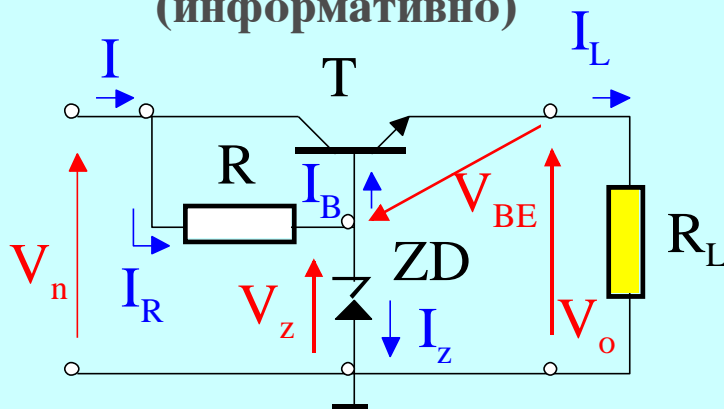 (информативно)
I
T
I_L
R
I_B
V_BE
R_L
V_n
I_R
V_z
ZD
I_z
V_o